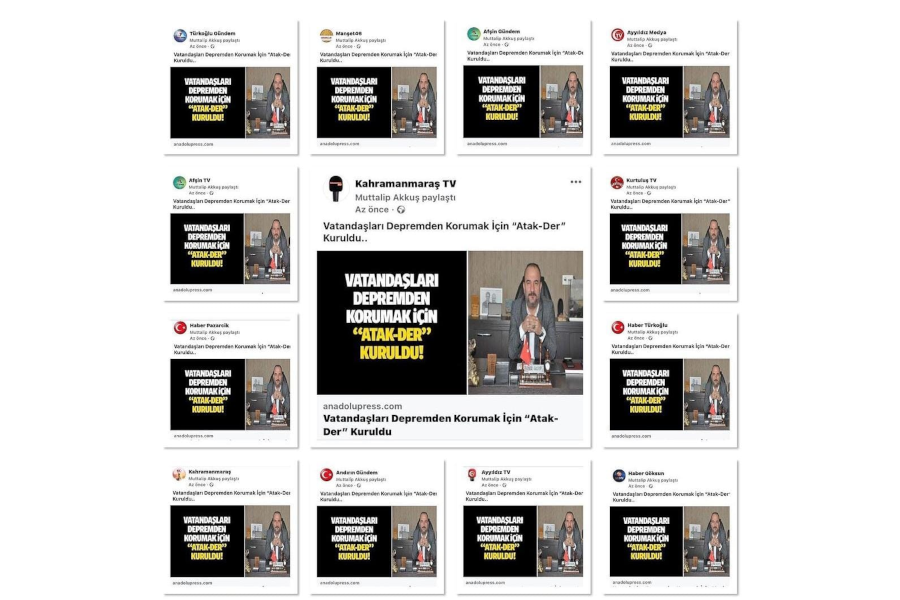 Türkoğlu Gündem
Muttalip Akkuş paylaştı
Az önce ·
Vatandaşları Depremden Korumak İçin “Atak-De
Kuruldu..
VATANDAŞLARI
DEPREMDEN
KORUMAK İÇİN
“ATAK-DER”
KURULDU!
anadolupress.com
Manşet46
Muttalip Akkuş paylaştı
Az önce ·
Vatandaşları Depremden Korumak İçin “Atak-De
Kuruldu..
VATANDAŞLARI
DEPREMDEN
KORUMAK İÇİN
“ATAK-DER”
KURULDU!
anadolupress.com
Afşin Gündem
Muttalip Akkuş paylaştı
Az önce ·
Vatandaşları Depremden Korumak İçin “Atak-De
Kuruldu..
VATANDAŞLARI
DEPREMDEN
KORUMAK İÇİN
“ATAK-DER”
KURULDU!
anadolupress.com
Ayyıldız Medya
Muttalip Akkuş paylaştı
Az önce ·
Vatandaşları Depremden Korumak İçin “Atak-Der”
Kuruldu..
VATANDAŞLARI
DEPREMDEN
KORUMAK İÇİN
“ATAK-DER”
KURULDU!
anadolupress.com
Afşin TV
Muttalip Akkuş paylaştı
Az önce ·
Vatandaşları Depremden Korumak İçin “Atak-De
Kuruldu..
VATANDAŞLARI
DEPREMDEN
KORUMAK İÇİN
“ATAK-DER”
KURULDU!
anadolupress.com
Kahramanmaraş TV
Muttalip Akkuş paylaştı
Az önce ·
Vatandaşları Depremden Korumak İçin “Atak-Der”
Kuruldu..
VATANDAŞLARI
DEPREMDEN
KORUMAK İÇİN
“ATAK-DER”
KURULDU!
anadolupress.com
Vatandaşları Depremden Korumak İçin “Atak-
Der” Kuruldu
Kurtuluş TV
Muttalip Akkuş paylaştı
Az önce ·
Vatandaşları Depremden Korumak İçin “Atak-Der”
Kuruldu..
VATANDAŞLARI
DEPREMDEN
KORUMAK İÇİN
“ATAK-DER”
KURULDU!
anadolupress.com
Haber Pazarcik
Muttalip Akkuş paylaştı
Az önce ·
Vatandaşları Depremden Korumak İçin “Atak-De
Kuruldu..
VATANDAŞLARI
DEPREMDEN
KORUMAK İÇİN
“ATAK-DER”
KURULDU!
anadolupress.com
Haber Türkoğlu
Muttalip Akkuş paylaştı
Az önce ·
Vatandaşları Depremden Korumak İçin “Atak-Der”
Kuruldu..
VATANDAŞLARI
DEPREMDEN
KORUMAK İÇİN
“ATAK-DER”
KURULDU!
anadolupress.com
Kahramanmaraş
Muttalip Akkuş paylaştı
Az önce ·
Vatandaşları Depremden Korumak İçin “Atak-De
Kuruldu..
VATANDAŞLARI
DEPREMDEN
KORUMAK İÇİN
“ATAK-DER”
KURULDU!
anadolupress.com
Andırın Gündem
Muttalip Akkuş paylaştı
Az önce ·
Vatandaşları Depremden Korumak İçin “Atak-De
Kuruldu..
VATANDAŞLARI
DEPREMDEN
KORUMAK İÇİN
“ATAK-DER”
KURULDU!
anadolupress.com
Ayyıldız TV
Muttalip Akkuş paylaştı
Az önce ·
Vatandaşları Depremden Korumak İçin “Atak-De
Kuruldu..
VATANDAŞLARI
DEPREMDEN
KORUMAK İÇİN
“ATAK-DER”
KURULDU!
anadolupress.com
Haber Göksun
Muttalip Akkuş paylaştı
Az önce ·
Vatandaşları Depremden Korumak İçin “Atak-Der”
Kuruldu..
VATANDAŞLARI
DEPREMDEN
KORUMAK İÇİN
“ATAK-DER”
KURULDU!
anadolupress.com